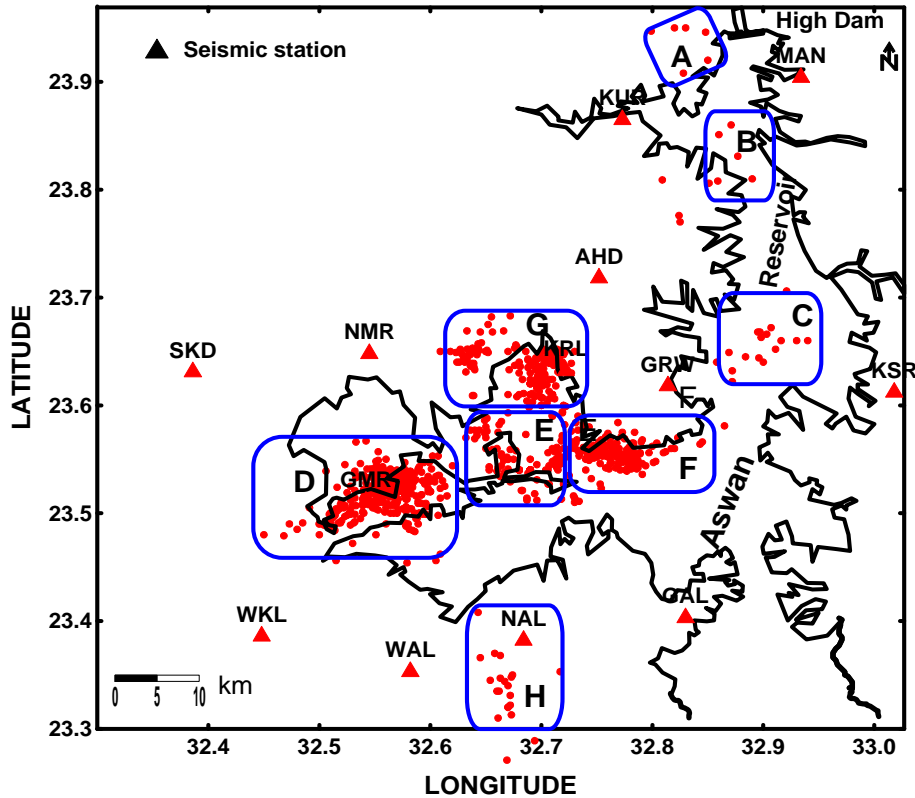 High Dam
Seismic station
N
A
MAN
23.9
KUR
B
23.8
Reservoir
AHD
23.7
G
C
NMR
KRL
SKD
GRW
KSR
F
23.6
E
E
F
D
GMR
23.5
Aswan
GAL
WKL
NAL
23.4
WAL
H
0 5 10 km
23.3
32.4 32.5 32.6 32.7 32.8 32.9 33.0
LONGITUDE
LATITUDE